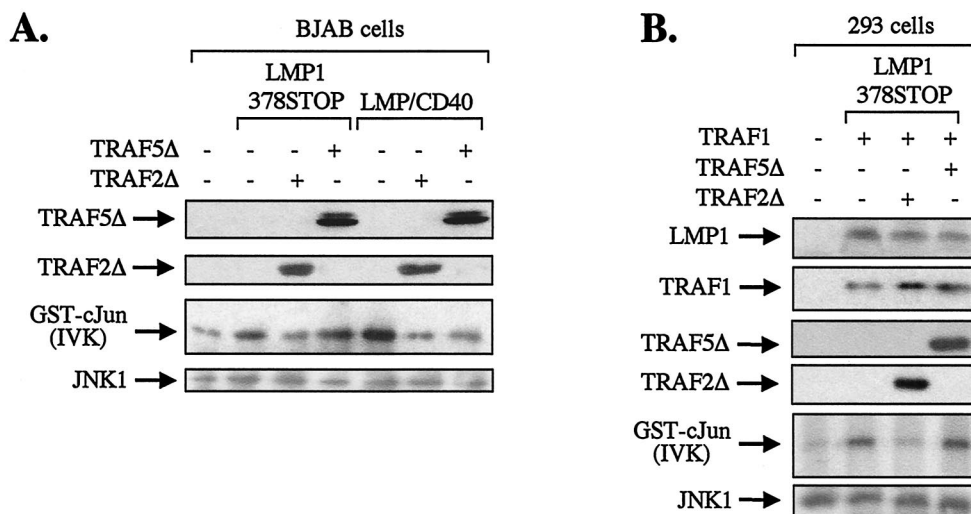 A.
BJAB cells
LMP1
378STOP
LMP/CD40
TRAF5Δ - - - + - - +
TRAF2Δ - - + - - + -
TRAF5Δ
TRAF2Δ
GST-cJun
(IVK)
JNK1
B.
293 cells
LMP1
378STOP
TRAF1 - + + +
TRAF5Δ - - - +
TRAF2Δ - - + -
LMP1
TRAF1
TRAF5Δ
TRAF2Δ
GST-cJun
(IVK)
JNK1